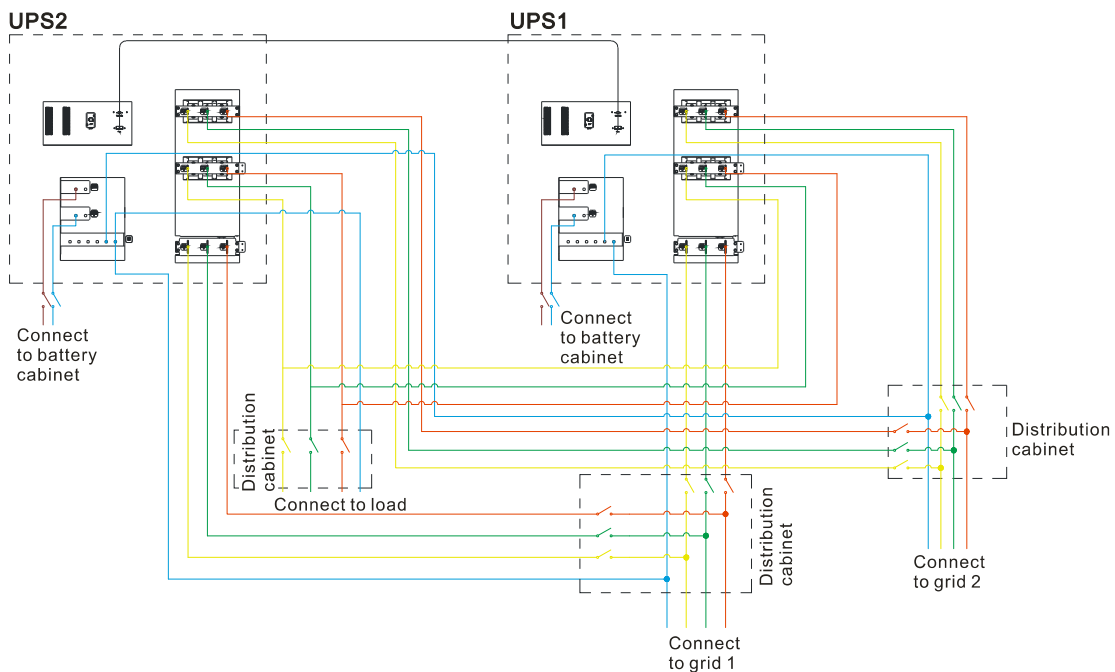 UPS2
UPS1
Connect
to battery
cabinet
Connect
to battery
cabinet
Distribution
cabinet
Connect to load
Distribution
cabinet
Distribution
cabinet
Connect
to grid 2
Connect
to grid 1